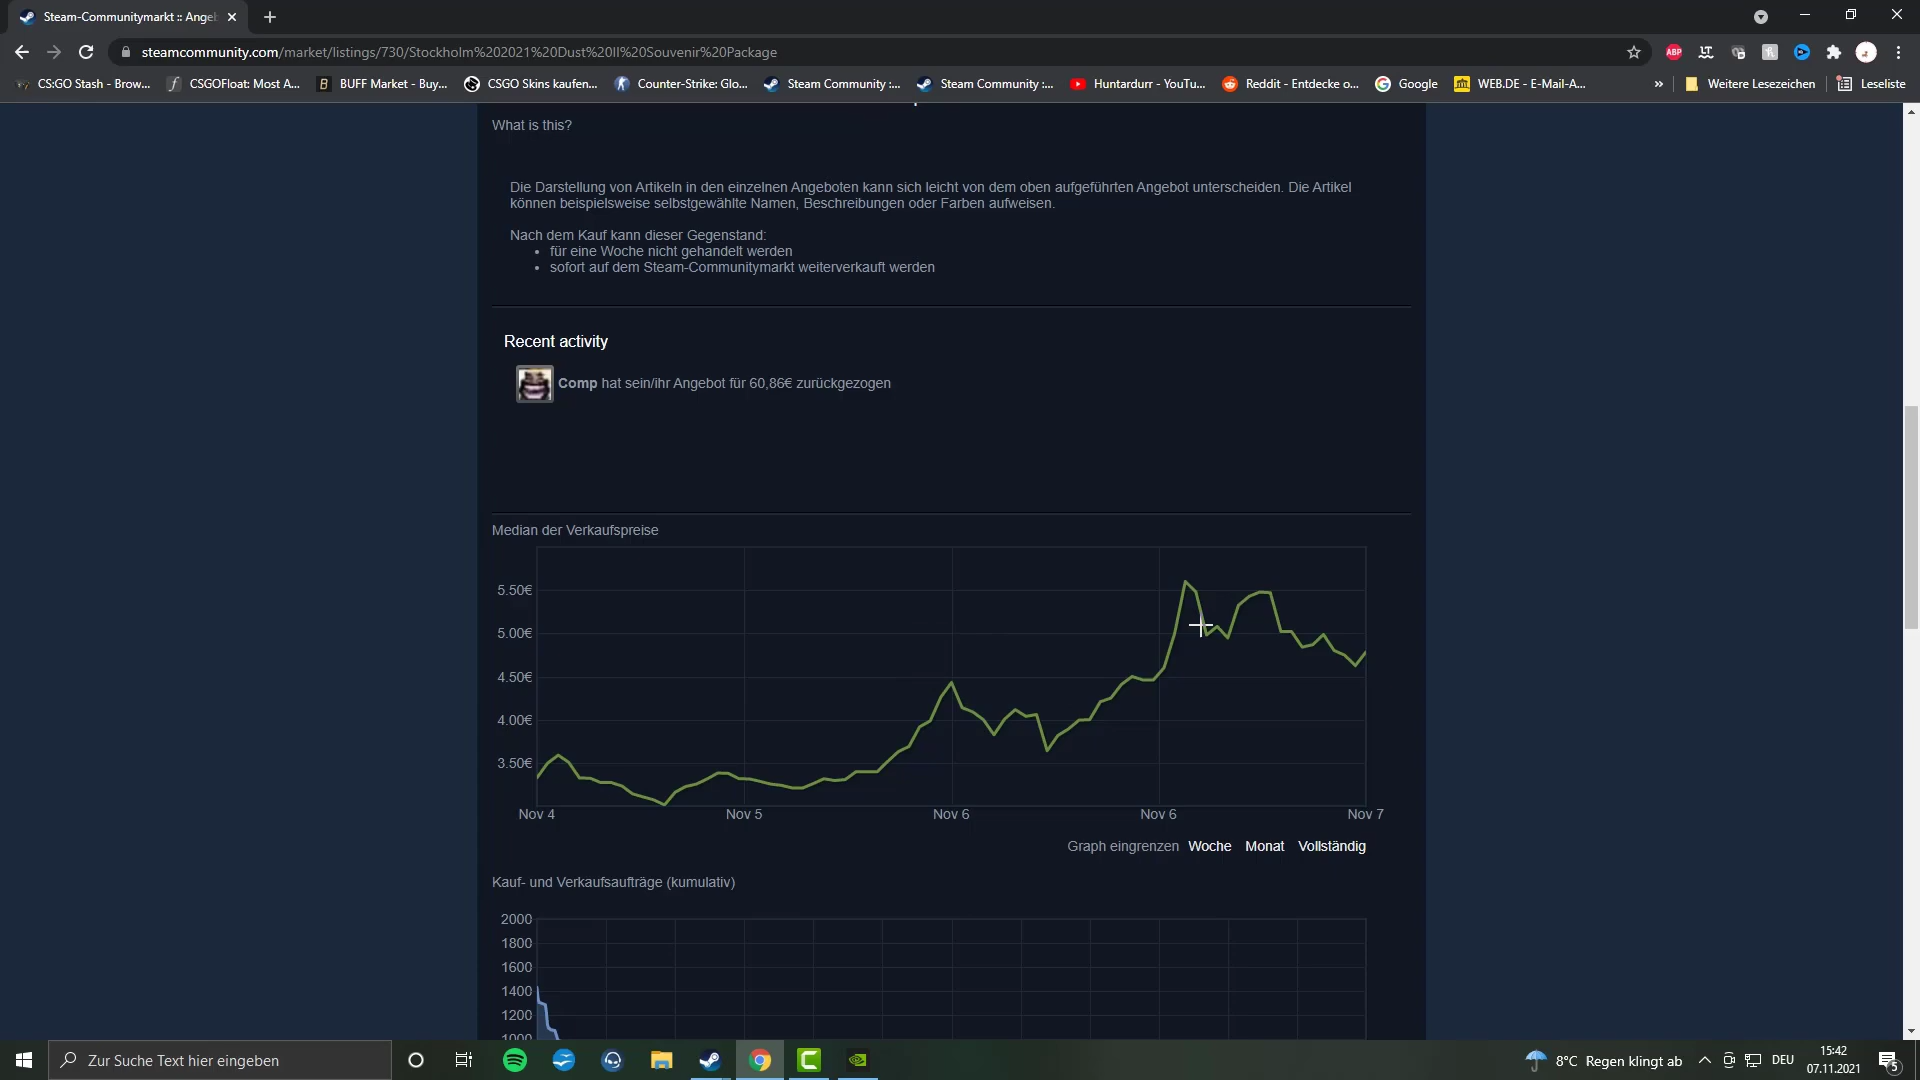 Steam-Communitymarkt :: Angeb
steamcommunity.com/market/listings/730/Stockholm%202021%20Dust%20II%20Souvenir%20Package
ABP
CS:GO Stash - Brow...
CSGOFloat: Most A...
BUFF Market - Buy...
CSGO Skins kaufen...
Counter-Strike: Glo...
Steam Community :...
Steam Community :...
Huntardurr - YouTu...
Reddit - Entdecke o...
Google
WEB.DE - E-Mail-A...
»
Weitere Lesezeichen
Leseliste
What is this?
Die Darstellung von Artikeln in den einzelnen Angeboten kann sich leicht von dem oben aufgeführten Angebot unterscheiden. Die Artikel
können beispielsweise selbstgewählte Namen, Beschreibungen oder Farben aufweisen.
Nach dem Kauf kann dieser Gegenstand:
• für eine Woche nicht gehandelt werden
• sofort auf dem Steam-Communitymarkt weiterverkauft werden
Recent activity
Comp hat sein/ihr Angebot für 60,86€ zurückgezogen
Median der Verkaufspreise
5.50€
5.00€
4.50€
4.00€
3.50€
Nov 4 Nov 5 Nov 6 Nov 6 Nov 7
Graph eingrenzen Woche Monat Vollständig
Kauf- und Verkaufsaufträge (kumulativ)
2000
1800
1600
1400
1200
1000
Zur Suche Text hier eingeben
8°C Regen klingt ab
DEU
15:42
07.11.2021
5